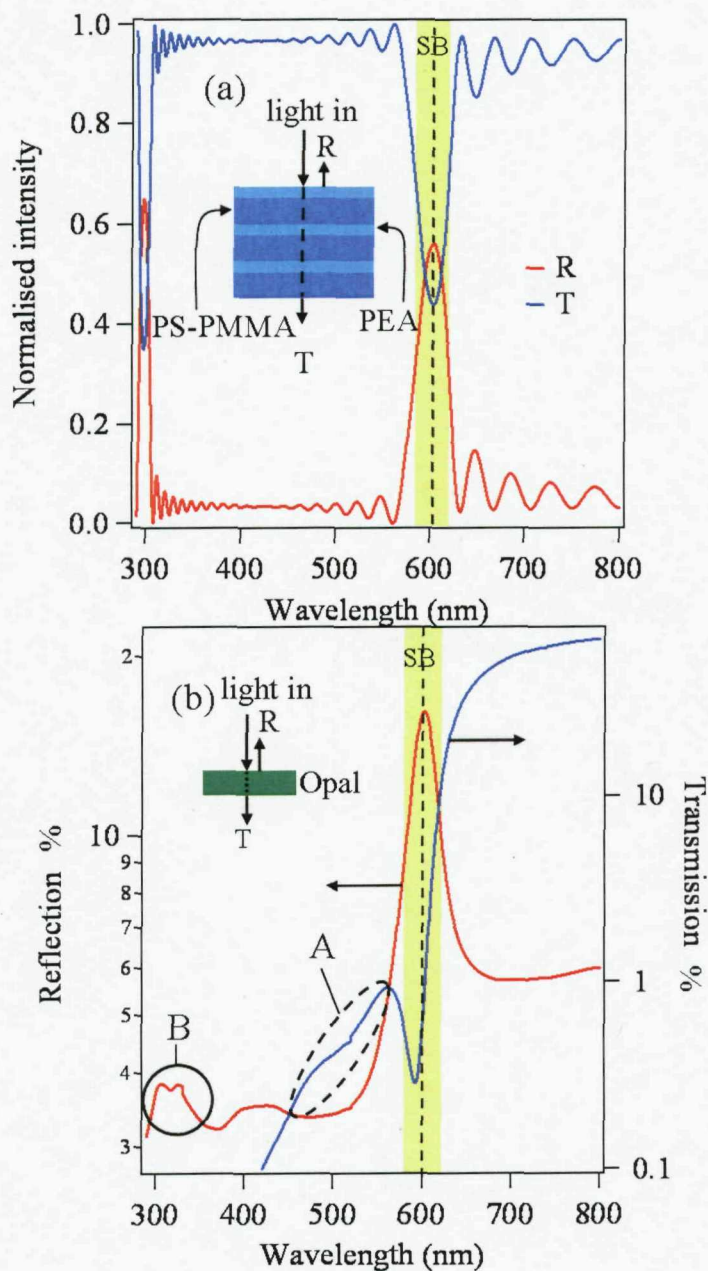 1.0
0.8
0.6
0.4
0.2
0.0
Normalised intensity
(a)
light in
R
PS-PMMA
PEA
T
SB
R
T
300 400 500 600 700 800
Wavelength (nm)
2
10
9
8
7
6
5
4
3
Reflection %
(b)
light in
R
Opal
T
SB
A
B
10
1
0.1
Transmission %
300 400 500 600 700 800
Wavelength (nm)